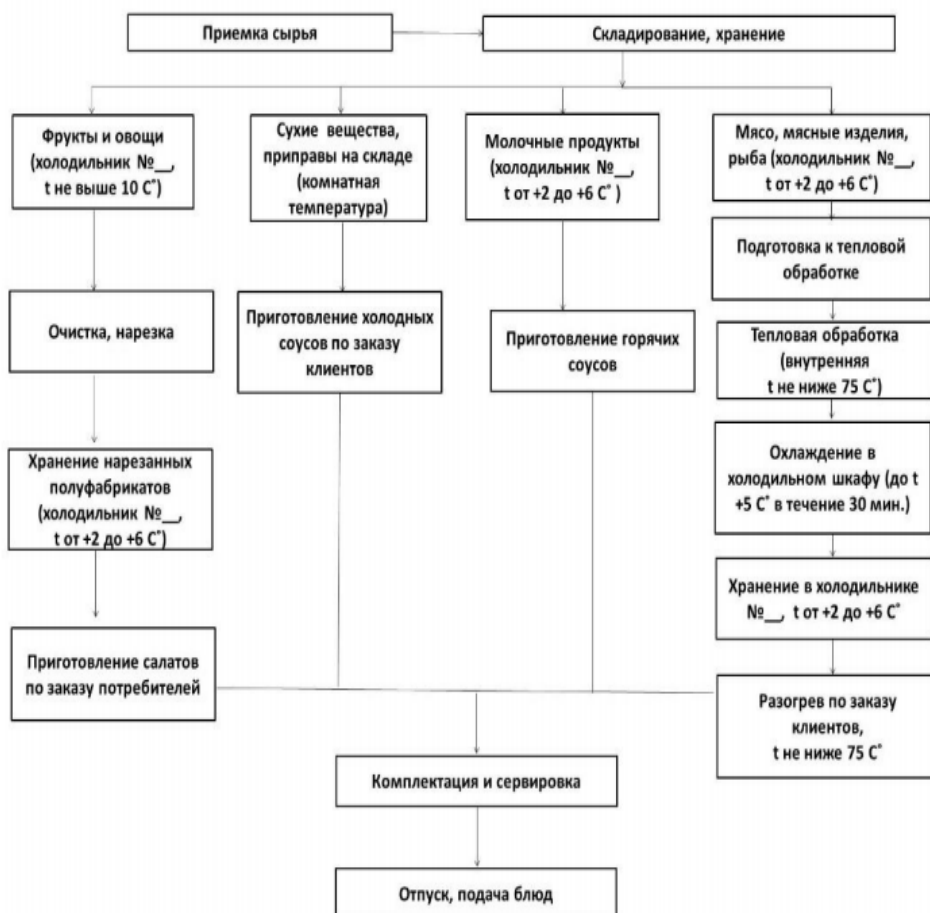 Приемка сырья
Складирование, хранение
Фрукты и овощи
(холодильник №__,
t не выше 10 С°)
Сухие вещества,
приправы на складе
(комнатная
температура)
Молочные продукты
(холодильник №__,
t от +2 до +6 С° )
Мясо, мясные изделия,
рыба (холодильник №__,
t от +2 до +6 С°)
Подготовка к тепловой
обработке
Очистка, нарезка
Приготовление холодных
соусов по заказу
клиентов
Приготовление горячих
соусов
Тепловая обработка
(внутренняя
t не ниже 75 С°)
Хранение нарезанных
полуфабрикатов
(холодильник №__,
t от +2 до +6 С°)
Охлаждение в
холодильном шкафу (до t
+5 С° в течение 30 мин.)
Хранение в холодильнике
№__, t от +2 до +6 С°
Приготовление салатов
по заказу потребителей
Разогрев по заказу
клиентов,
t не ниже 75 С°
Комплектация и сервировка
Отпуск, подача блюд